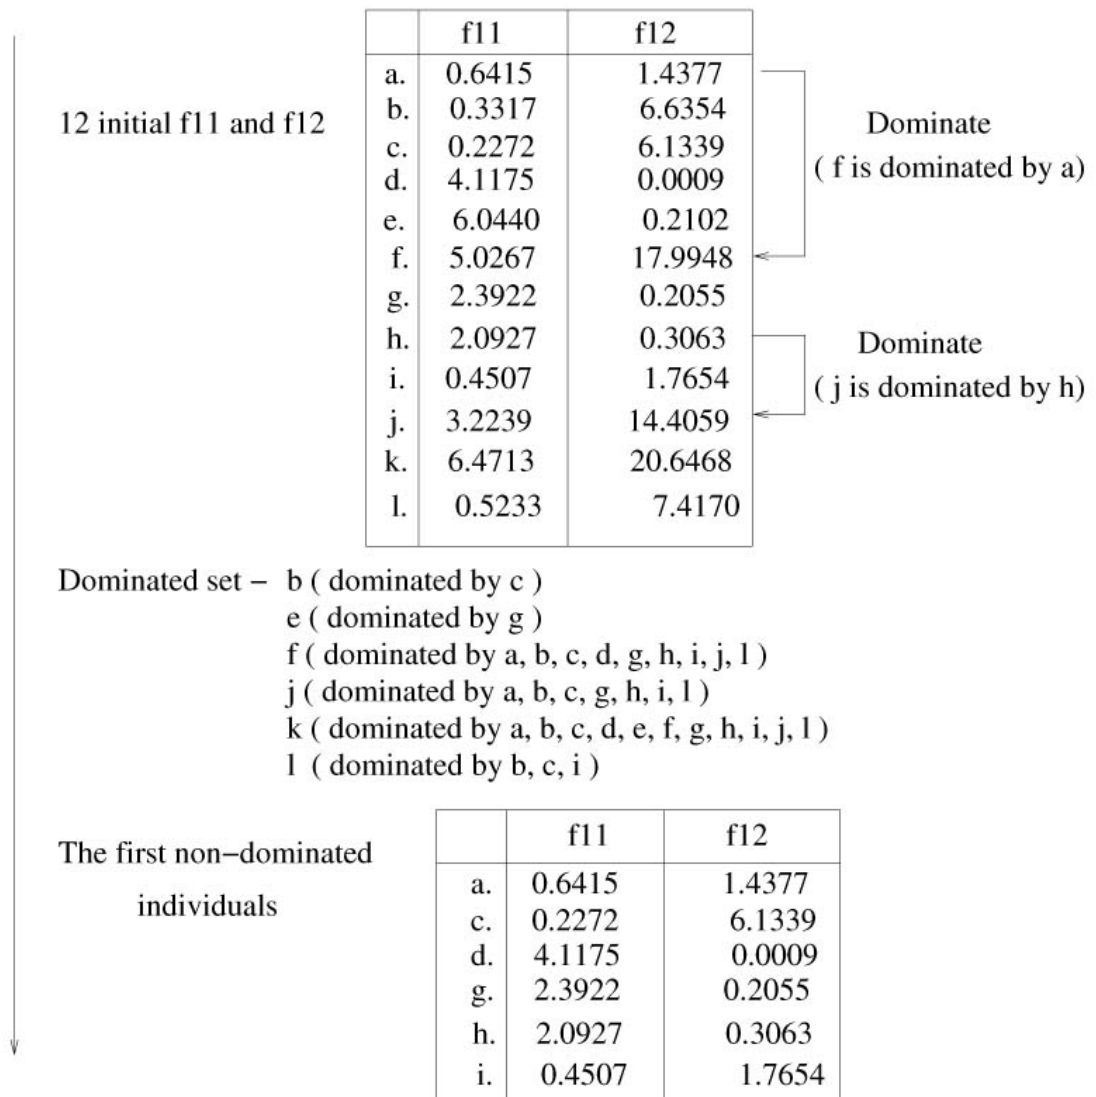 f11 f12
a. 0.6415 1.4377
b. 0.3317 6.6354
12 initial f11 and f12
c. 0.2272 6.1339
d. 4.1175 0.0009
e. 6.0440 0.2102
f. 5.0267 17.9948
g. 2.3922 0.2055
h. 2.0927 0.3063
i. 0.4507 1.7654
j. 3.2239 14.4059
k. 6.4713 20.6468
l. 0.5233 7.4170
Dominate
( f is dominated by a)
Dominate
( j is dominated by h)
Dominated set − b ( dominated by c )
e ( dominated by g )
f ( dominated by a, b, c, d, g, h, i, j, l )
j ( dominated by a, b, c, g, h, i, l )
k ( dominated by a, b, c, d, e, f, g, h, i, j, l )
l ( dominated by b, c, i )
The first non−dominated
individuals
f11 f12
a. 0.6415 1.4377
c. 0.2272 6.1339
d. 4.1175 0.0009
g. 2.3922 0.2055
h. 2.0927 0.3063
i. 0.4507 1.7654